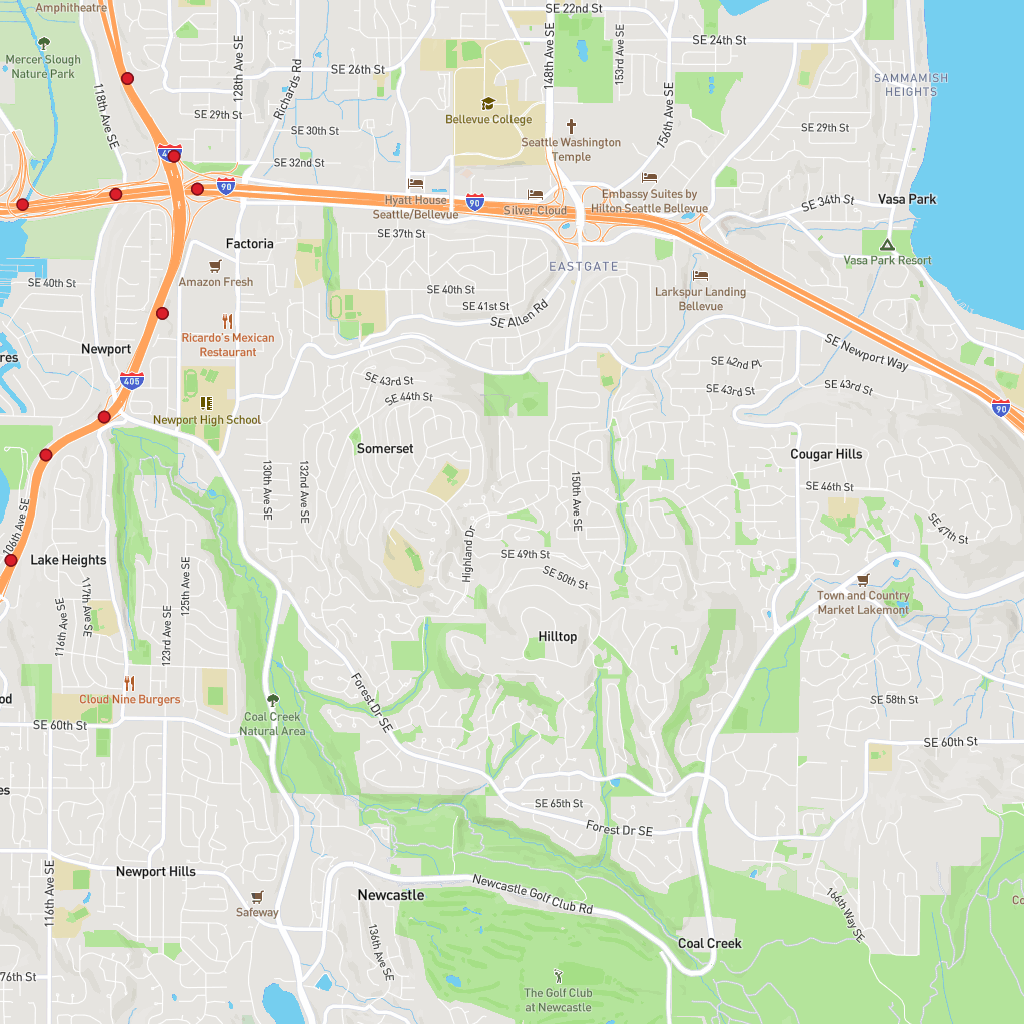 Amphitheatre
SE 22nd St
SE 24th St
148th Ave SE
153rd Ave SE
128th Ave SE
Mercer Slough
Nature Park
SE 26th St
Richards Rd
SAMMAMISH
HEIGHTS
118th Ave SE
Bellevue College
156th Ave SE
SE 29th St
SE 30th St
SE 29th St
Seattle Washington
Temple
SE 32nd St
90
Hyatt House
Seattle/Bellevue
90
Silver Cloud
Embassy Suites by
Hilton Seattle Bellevue
SE 34th St
Vasa Park
SE 37th St
Factoria
EASTGATE
Vasa Park Resort
SE 40th St
Amazon Fresh
SE 40th St
SE 41st St
SE Allen Rd
Larkspur Landing
Bellevue
Ricardo's Mexican
Restaurant
Newport
res
SE Newport Way
SE 42nd Pl
405
SE 43rd St
SE 44th St
SE 43rd St
SE 43rd St
90
Newport High School
Somerset
Cougar Hills
130th Ave SE
132nd Ave SE
150th Ave SE
SE 46th St
SE 47th St
106th Ave SE
Lake Heights
Highland Dr
SE 49th St
SE 50th St
117th Ave SE
125th Ave SE
Town and Country
Market Lakemont
116th Ave SE
123rd Ave SE
Hilltop
od
Cloud Nine Burgers
Forest Dr SE
SE 58th St
Coal Creek
Natural Area
SE 60th St
SE 60th St
es
SE 65th St
Forest Dr SE
Newport Hills
116th Ave SE
Newcastle
Newcastle Golf Club Rd
166th Way SE
Safeway
Co
136th Ave SE
Coal Creek
76th St
The Golf Club
at Newcastle